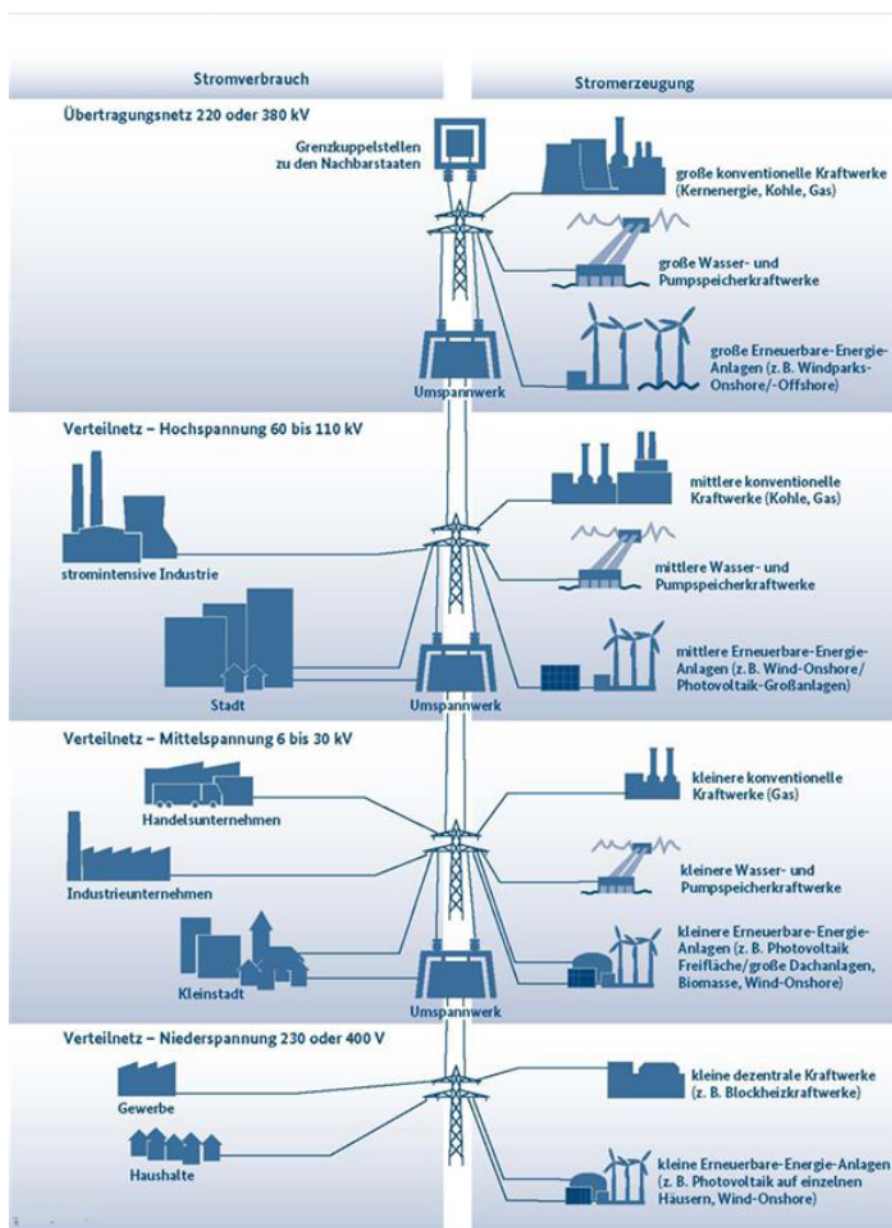 Stromverbrauch
Stromerzeugung
Übertragungsnetz 220 oder 380 kV
Grenzkuppelstellen
zu den Nachbarstaaten
große konventionelle Kraftwerke
(Kernenergie, Kohle, Gas)
große Wasser- und
Pumpspeicherkraftwerke
große Erneuerbare-Energie-
Anlagen (z. B. Windparks-
Onshore/-Offshore)
Umspannwerk
Verteilnetz – Hochspannung 60 bis 110 kV
stromintensive Industrie
Stadt
mittlere konventionelle
Kraftwerke (Kohle, Gas)
mittlere Wasser- und
Pumpspeicherkraftwerke
mittlere Erneuerbare-Energie-
Anlagen (z. B. Wind-Onshore/
Photovoltaik-Großanlagen)
Umspannwerk
Verteilnetz – Mittelspannung 6 bis 30 kV
Handelsunternehmen
Industrieunternehmen
Kleinstadt
kleinere konventionelle
Kraftwerke (Gas)
kleinere Wasser- und
Pumpspeicherkraftwerke
kleinere Erneuerbare-Energie-
Anlagen (z. B. Photovoltaik
Freifläche/große Dachanlagen,
Biomasse, Wind-Onshore)
Umspannwerk
Verteilnetz – Niederspannung 230 oder 400 V
Gewerbe
Haushalte
kleine dezentrale Kraftwerke
(z. B. Blockheizkraftwerke)
kleine Erneuerbare-Energie-Anlagen
(z. B. Photovoltaik auf einzelnen
Häusern, Wind-Onshore)